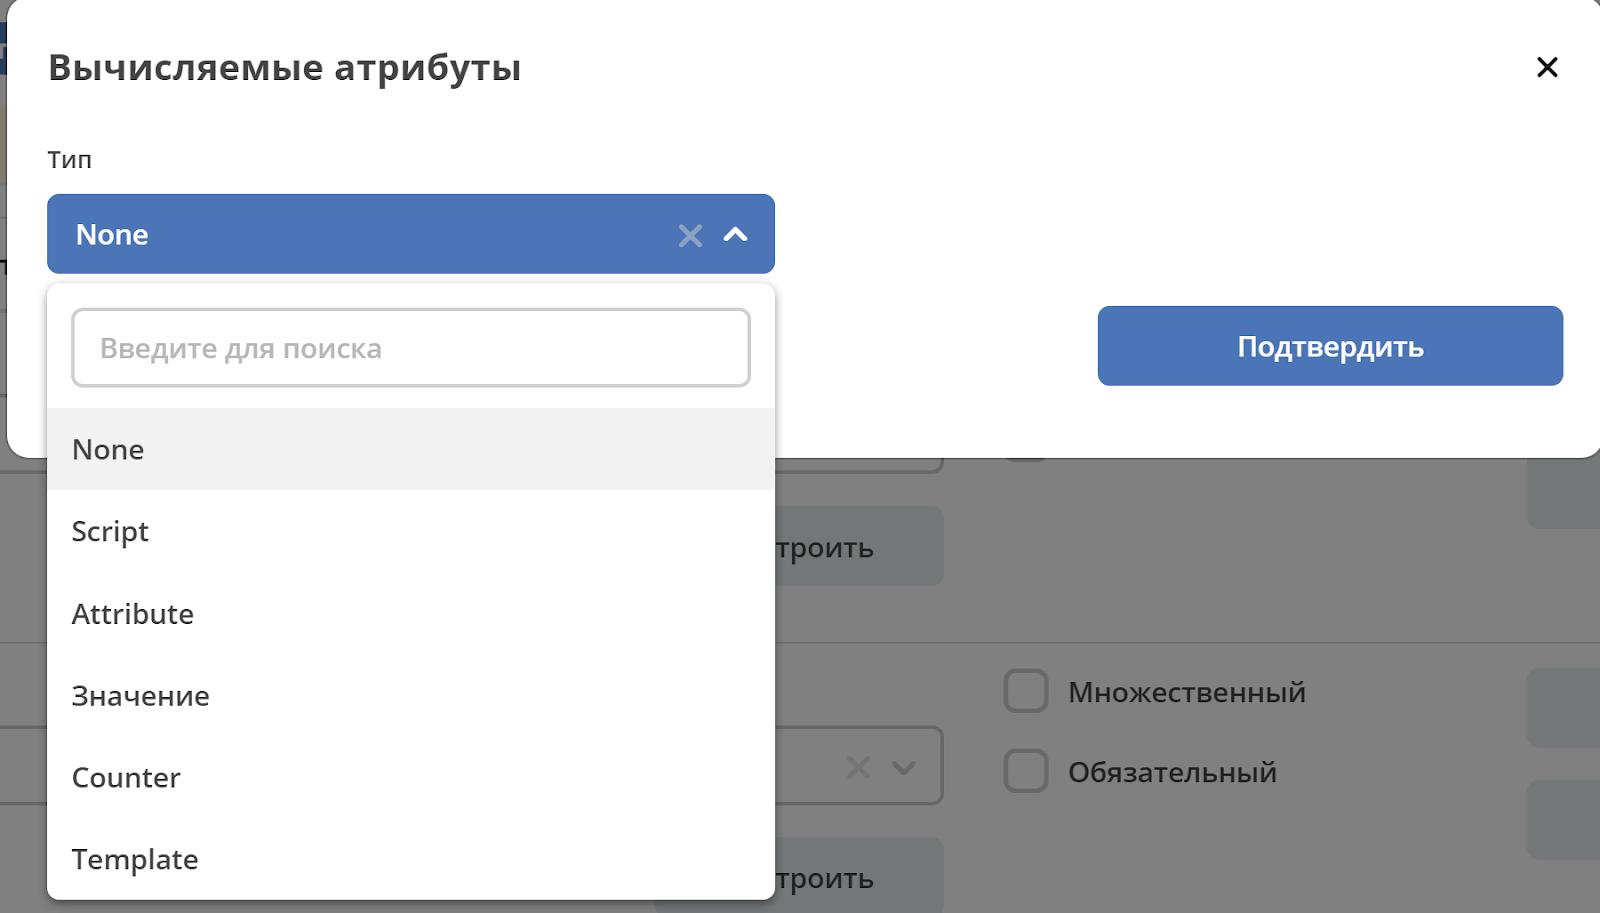 Вычисляемые атрибуты
Тип
None
Введите для поиска
Подтвердить
None
Script
Attribute
Значение
Counter
Template
троить
Множественный
Обязательный
троить